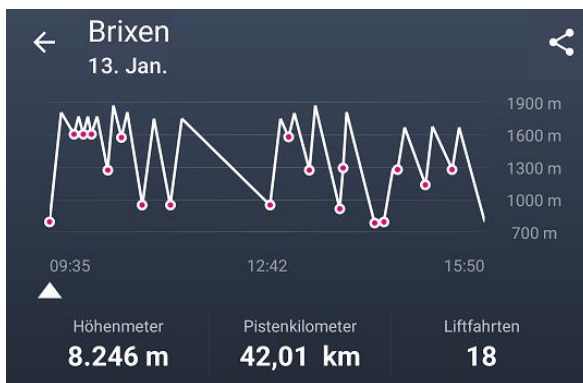 Brixen
13. Jan.
1900 m
1600 m
1300 m
1000 m
700 m
09:35 12:42 15:50
Höhenmeter Pistenkilometer Liftfahrten
8.246 m 42,01 km 18